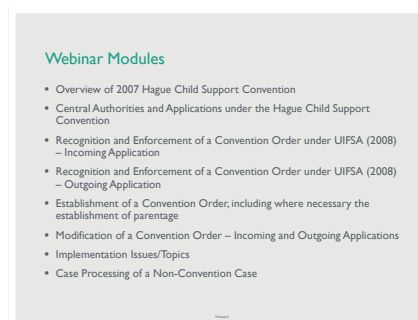 Webinar Modules
• Overview of 2007 Hague Child Support Convention
• Central Authorities and Applications under the Hague Child Support
Convention
• Recognition and Enforcement of a Convention Order under UIFSA (2008)
– Incoming Application
• Recognition and Enforcement of a Convention Order under UIFSA (2008)
– Outgoing Application
• Establishment of a Convention Order, including where necessary the
establishment of parentage
• Modification of a Convention Order – Incoming and Outgoing Applications
• Implementation Issues/Topics
• Case Processing of a Non-Convention Case